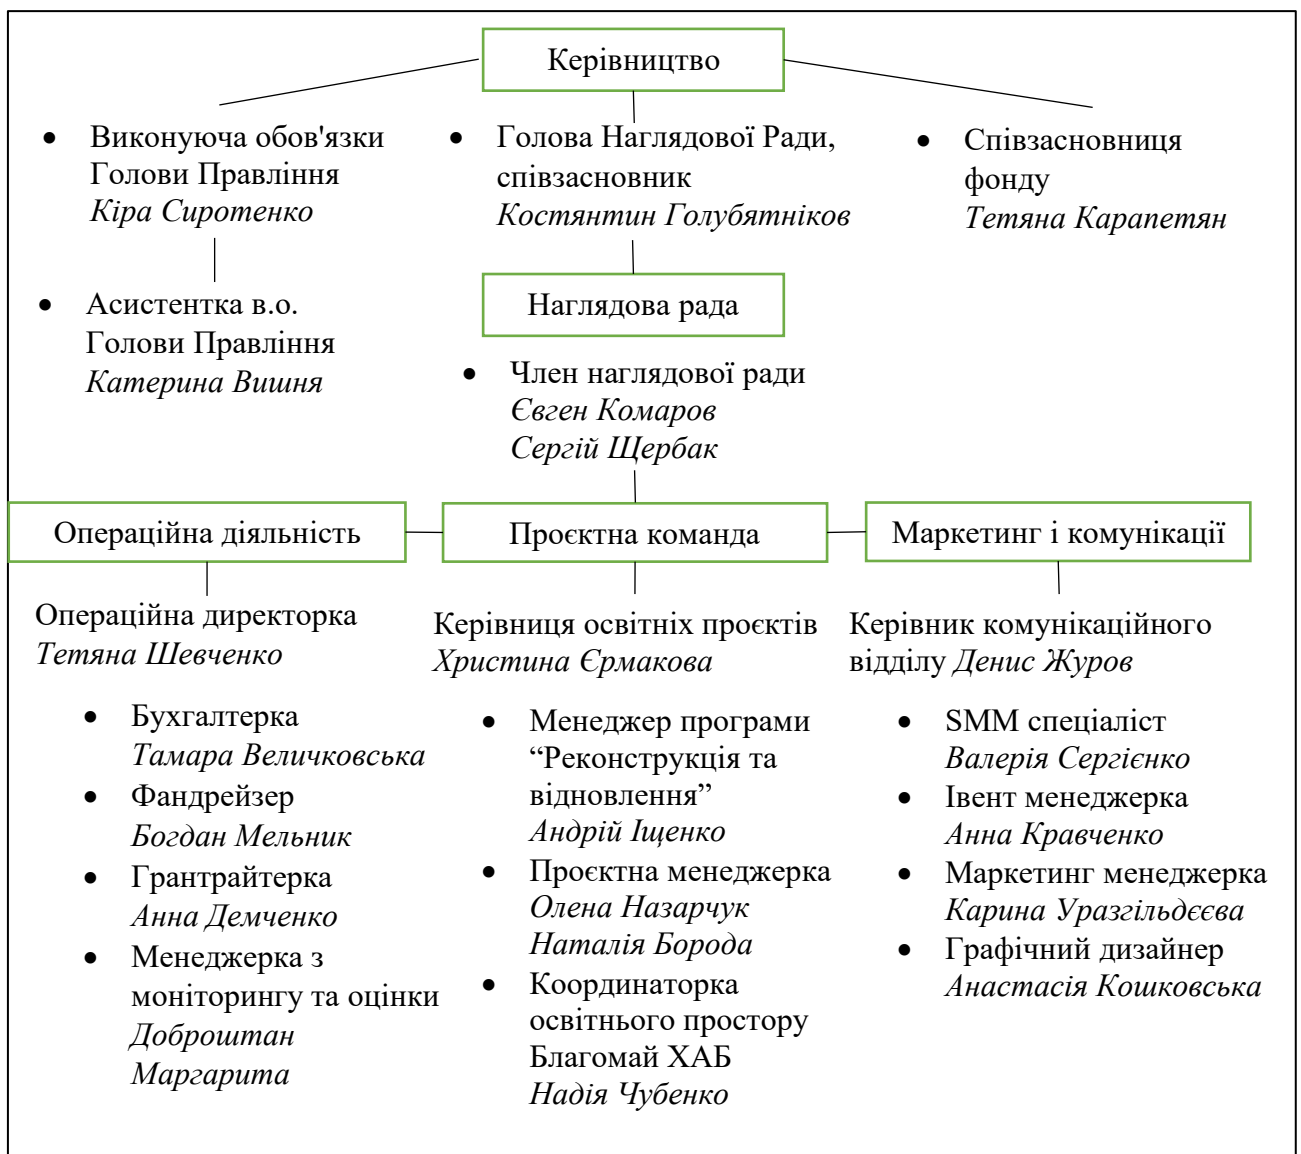 Керівництво
• Виконуюча обов'язки
Голови Правління
Кіра Сиротенко
• Голова Наглядової Ради,
співзасновник
Костянтин Голубятніков
• Співзасновниця
фонду
Тетяна Карапетян
• Асистентка в.о.
Голови Правління
Катерина Вишня
Наглядова рада
• Член наглядової ради
Євген Комаров
Сергій Щербак
Операційна діяльність
Проєктна команда
Маркетинг і комунікації
Операційна директорка
Тетяна Шевченко
• Бухгалтерка
Тамара Величковська
• Фандрейзер
Богдан Мельник
• Грантрайтерка
Анна Демченко
• Менеджерка з
моніторингу та оцінки
Доброштан
Маргарита
Керівниця освітніх проєктів
Христина Єрмакова
• Менеджер програми
“Реконструкція та
відновлення”
Андрій Іщенко
• Проєктна менеджерка
Олена Назарчук
Наталія Борода
• Координаторка
освітнього простору
Благомай ХАБ
Надія Чубенко
Керівник комунікаційного
відділу Денис Журов
• SMM спеціаліст
Валерія Сергієнко
• Івент менеджерка
Анна Кравченко
• Маркетинг менеджерка
Карина Уразгільдєєва
• Графічний дизайнер
Анастасія Кошковська